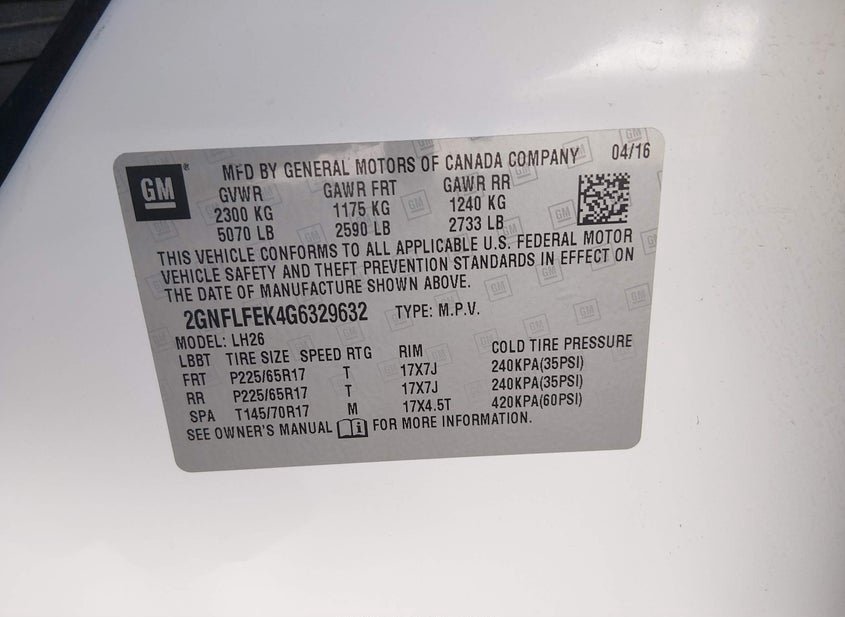 GM ® MFD BY GENERAL MOTORS OF CANADA COMPANY 04/16
GVWR GAWR FRT GAWR RR
2300 KG 1175 KG 1240 KG
5070 LB 2590 LB 2733 LB
THIS VEHICLE CONFORMS TO ALL APPLICABLE U.S. FEDERAL MOTOR
VEHICLE SAFETY AND THEFT PREVENTION STANDARDS IN EFFECT ON
THE DATE OF MANUFACTURE SHOWN ABOVE.
2GNFLFEK4G6329632 TYPE: M.P.V.
MODEL: LH26
LBBT TIRE SIZE SPEED RTG RIM COLD TIRE PRESSURE
FRT P225/65R17 T 17X7J 240KPA(35PSI)
RR P225/65R17 T 17X7J 240KPA(35PSI)
SPA T145/70R17 M 17X4.5T 420KPA(60PSI)
SEE OWNER'S MANUAL i FOR MORE INFORMATION.